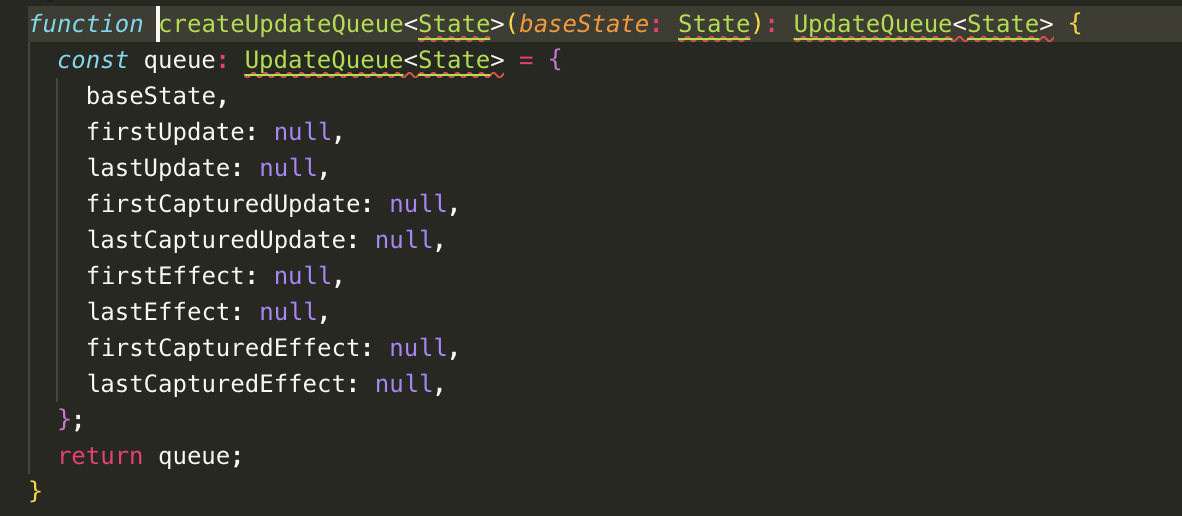 function createUpdateQueue<State>(baseState: State): UpdateQueue<State> {
  const queue: UpdateQueue<State> = {
    baseState,
    firstUpdate: null,
    lastUpdate: null,
    firstCapturedUpdate: null,
    lastCapturedUpdate: null,
    firstEffect: null,
    lastEffect: null,
    firstCapturedEffect: null,
    lastCapturedEffect: null,
  };
  return queue;
}